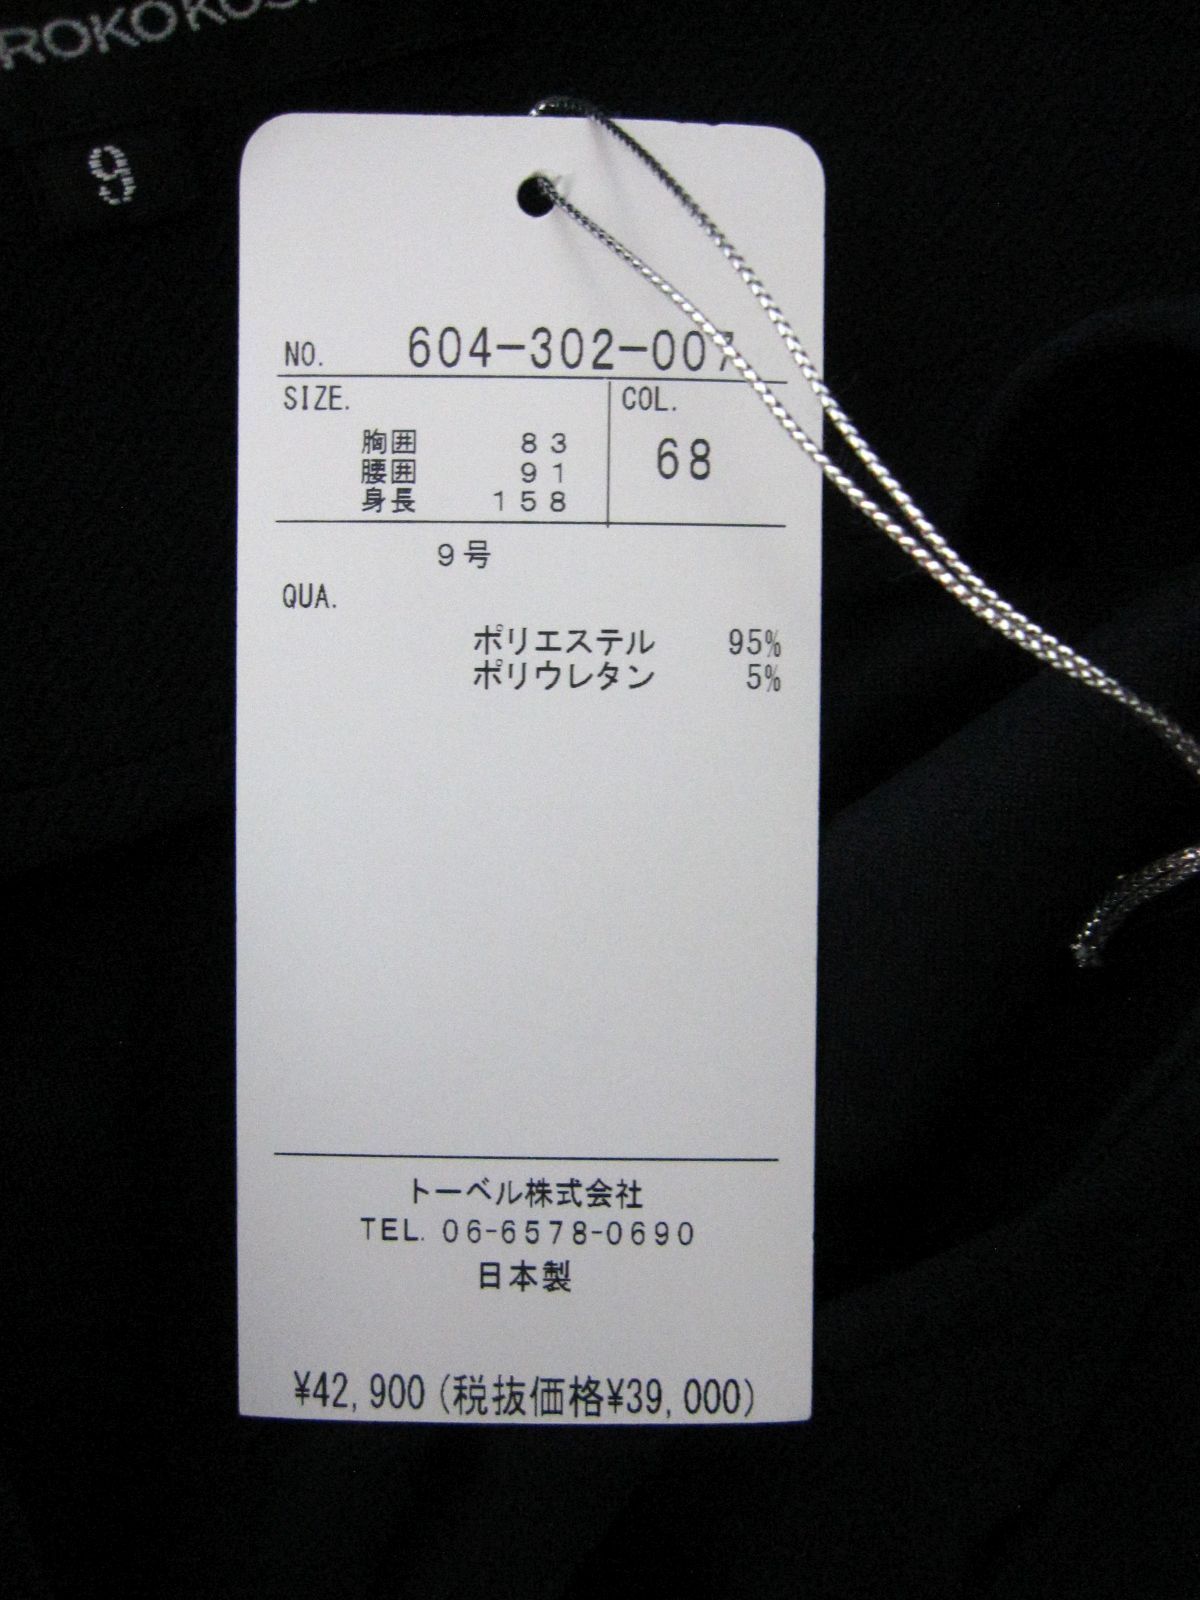 9
NO. 604-302-007
SIZE. COL.
胸囲 83
腰囲 91
身長 158
68
9号
QUA.
ポリエステル 95%
ポリウレタン 5%
トーベル株式会社
TEL. 06-6578-0690
日本製
¥42,900(税抜価格¥39,000)